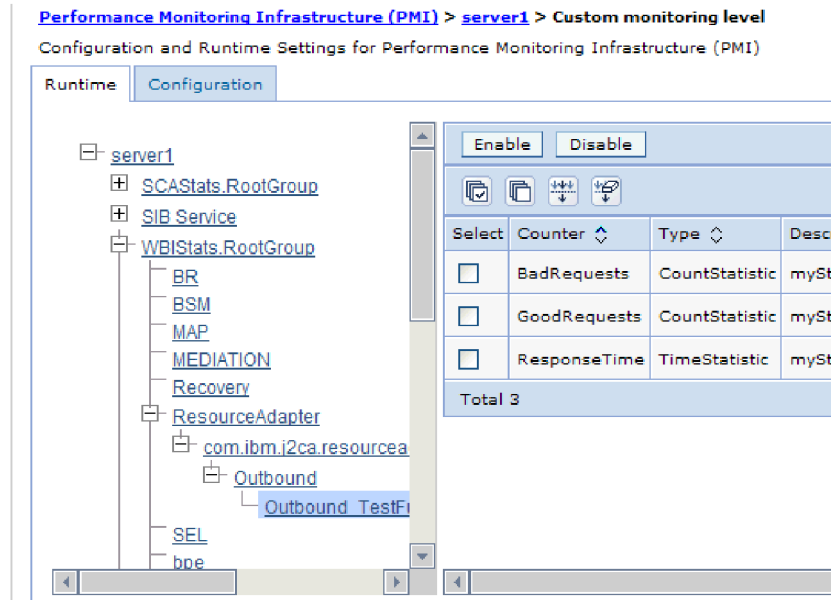 Performance Monitoring Infrastructure (PMI) > server1 > Custom monitoring level
Configuration and Runtime Settings for Performance Monitoring Infrastructure (PMI)
Runtime
Configuration
server1
SCAStats.RootGroup
SIB Service
WBIStats.RootGroup
BR
BSM
MAP
MEDIATION
Recovery
ResourceAdapter
com.ibm.j2ca.resourcea
Outbound
Outbound_TestFu
SEL
bpe
Enable Disable
Select Counter Type Desc
BadRequests CountStatistic mySt
GoodRequests CountStatistic mySt
ResponseTime TimeStatistic mySt
Total 3